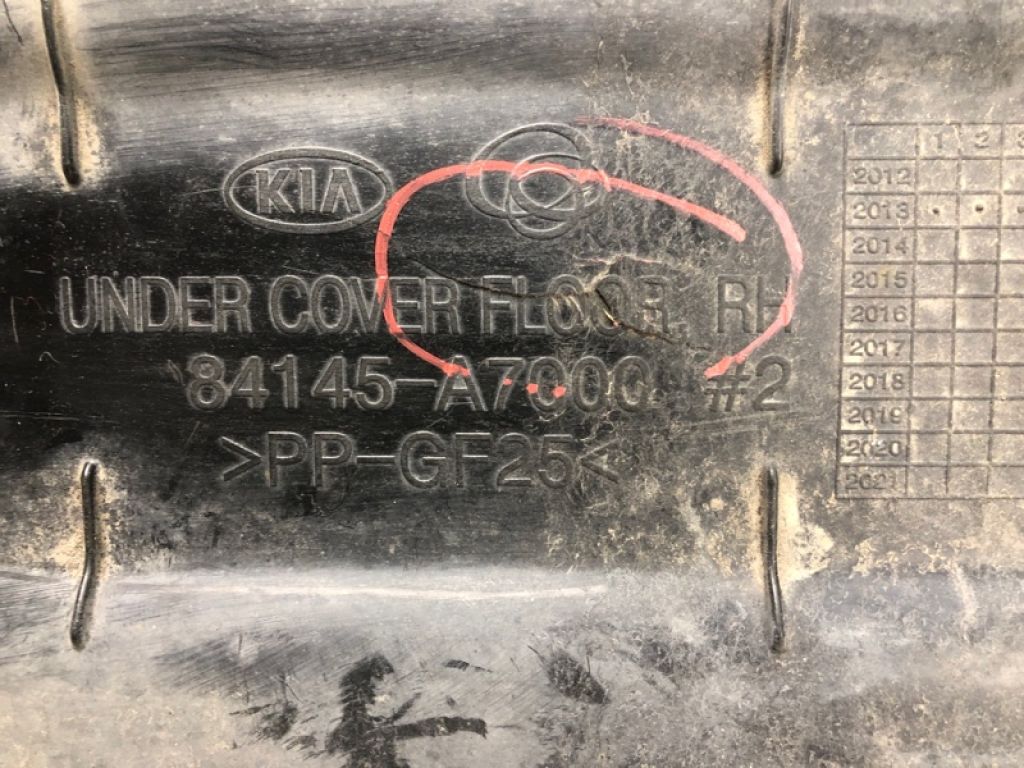 KIA
UNDER COVER FLOOR, RH
84145-A7000 #2
>PP-GF25<
1 2 3
2012
2013
2014
2015
2016
2017
2018
2019
2020
2021